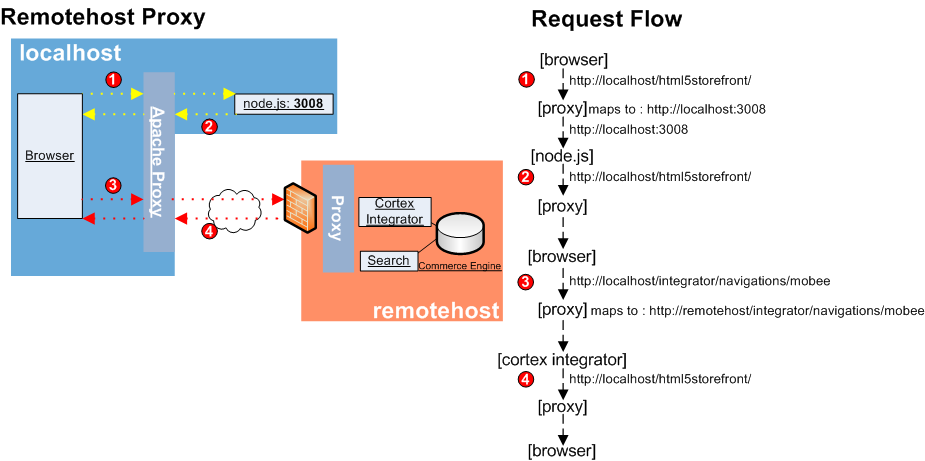 Remotehost Proxy
localhost
1
node.js: 3008
2
Browser
Apache Proxy
3
4
Proxy
Cortex
Integrator
Search
Commerce Engine
remotehost
Request Flow
[browser]
1
http://localhost/html5storefront/
[proxy] maps to : http://localhost:3008
http://localhost:3008
[node.js]
2
http://localhost/html5storefront/
[proxy]
[browser]
3
http://localhost/integrator/navigations/mobee
[proxy] maps to : http://remotehost/integrator/navigations/mobee
[cortex integrator]
4
http://localhost/html5storefront/
[proxy]
[browser]